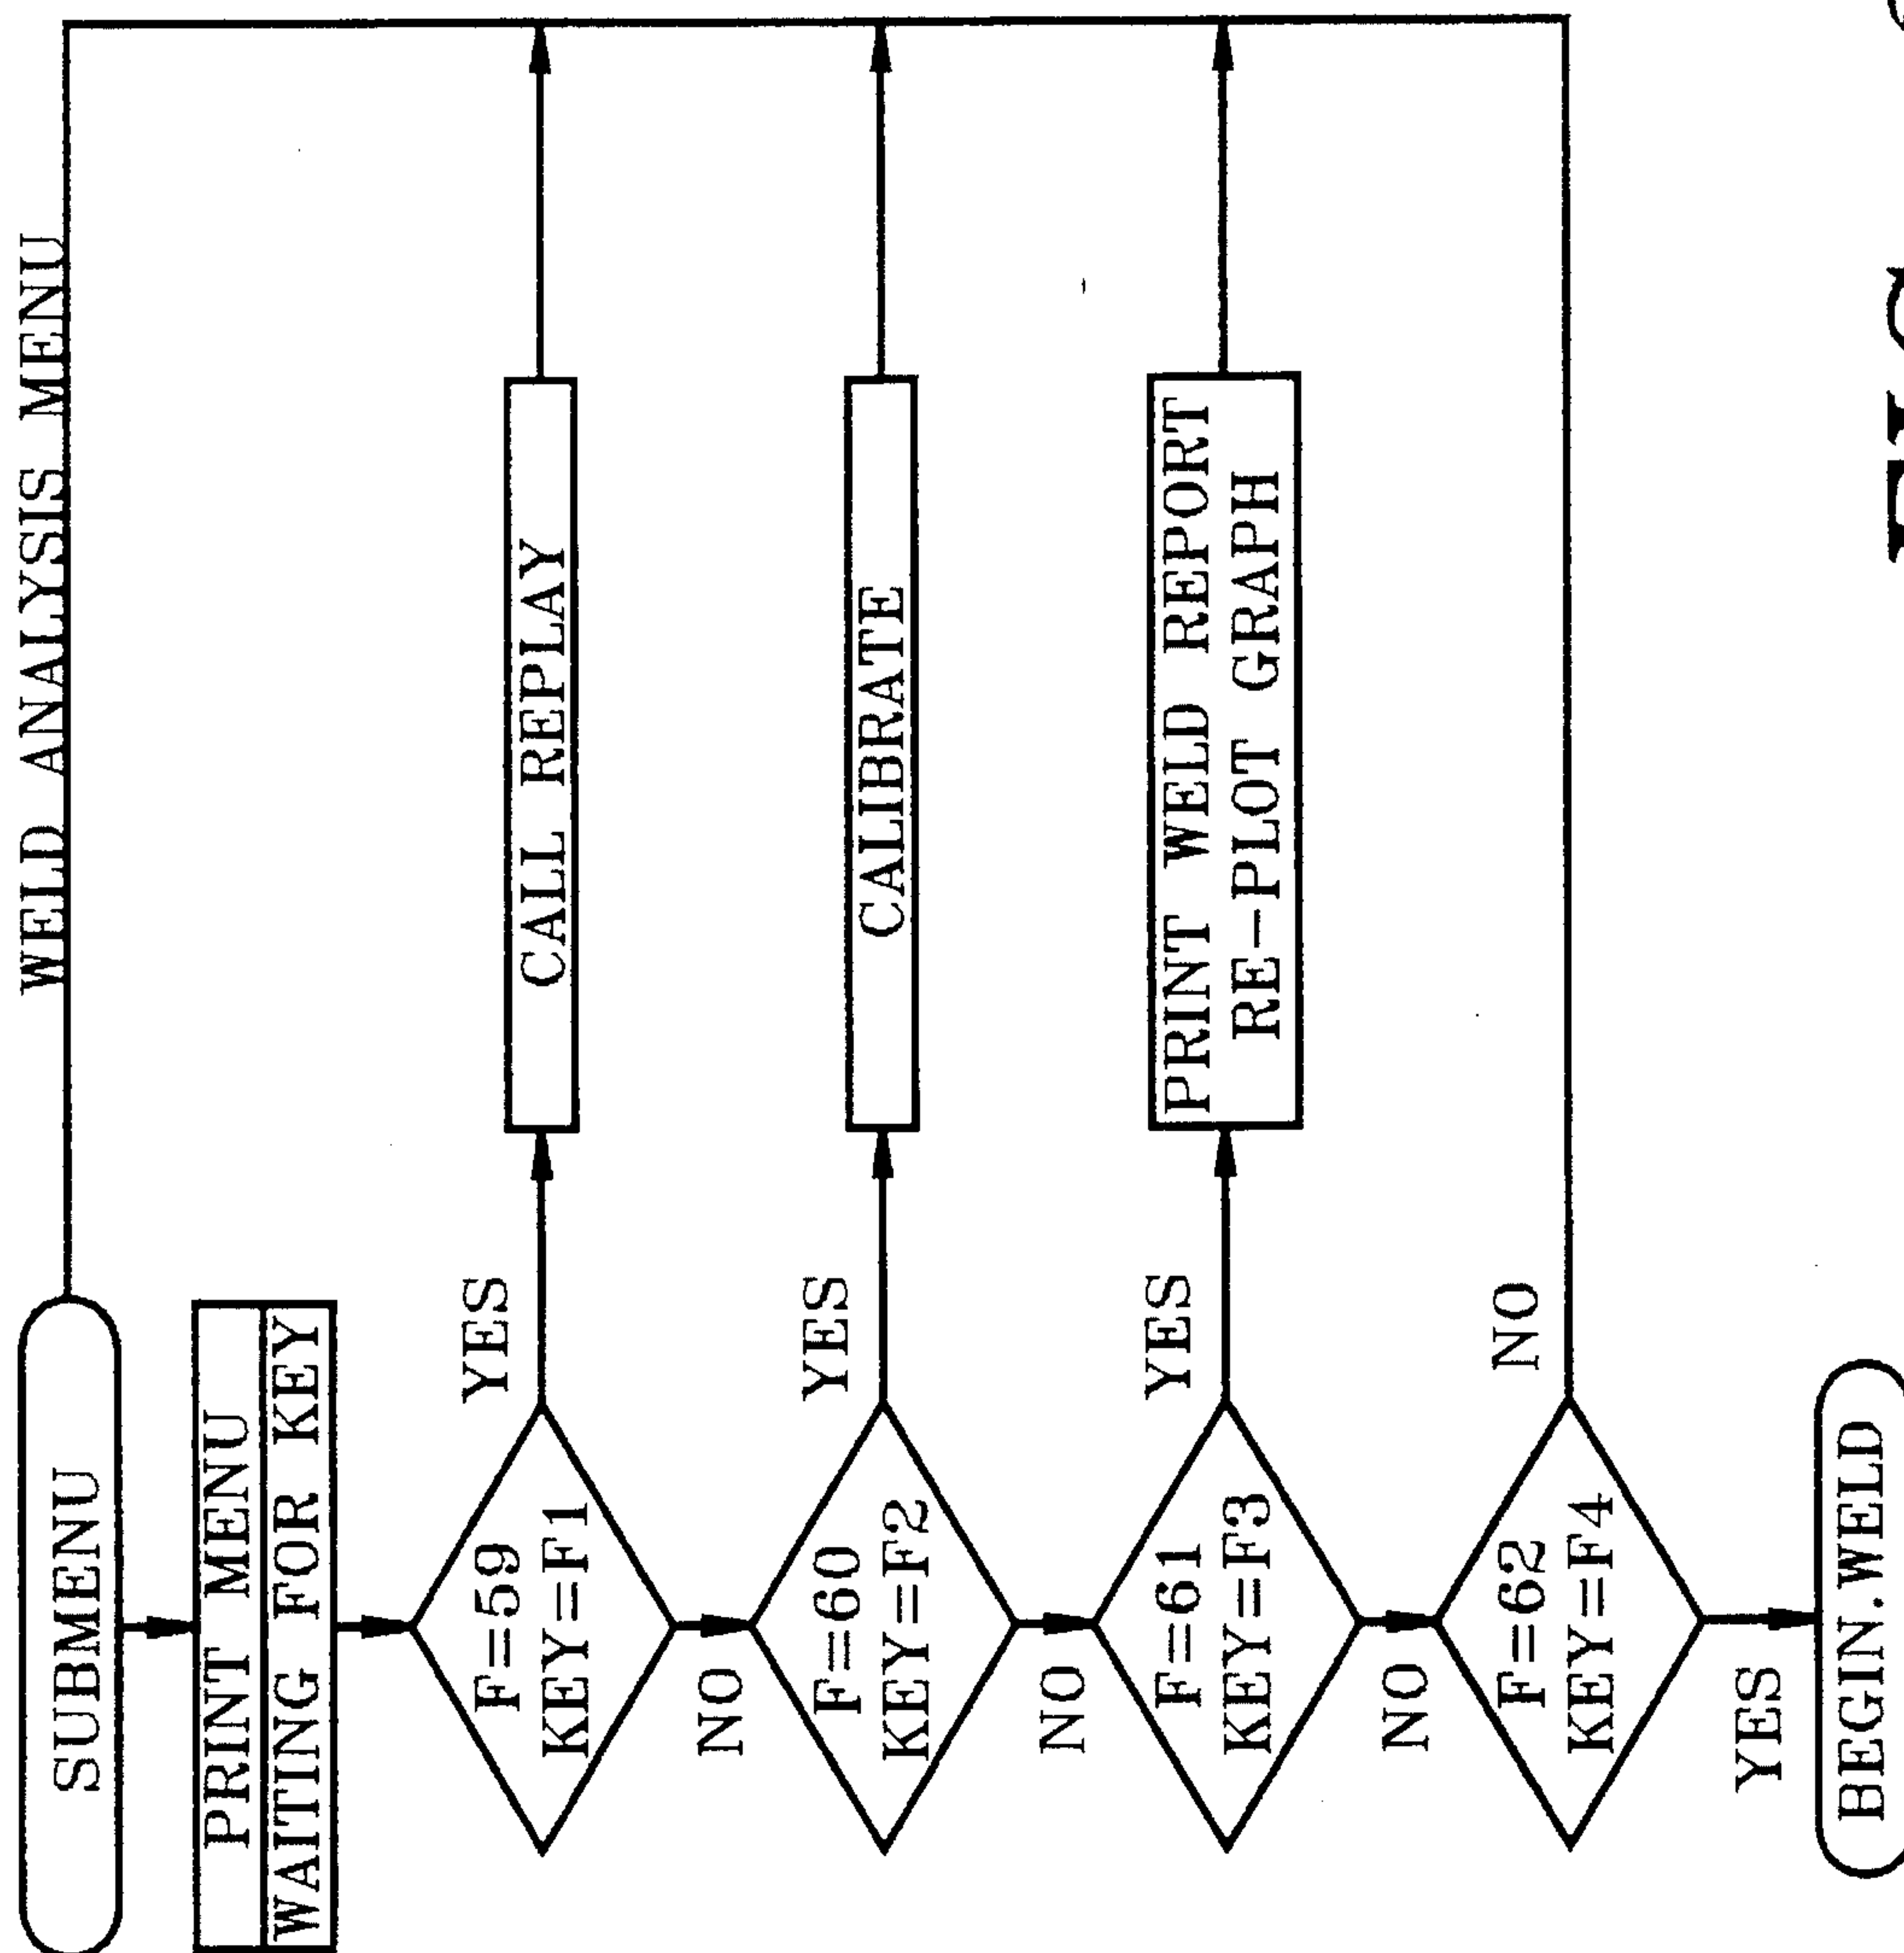 WELD ANALYSIS MENU
SUBMENU
PRINT MENU
WAITING FOR KEY
F=59
KEY=F1
YES
CALL REPLAY
NO
F=60
KEY=F2
YES
CALIBRATE
NO
F=61
KEY=F3
YES
PRINT WELD REPORT
RE-PLOT GRAPH
NO
F=62
KEY=F4
NO
YES
BEGIN.WELD